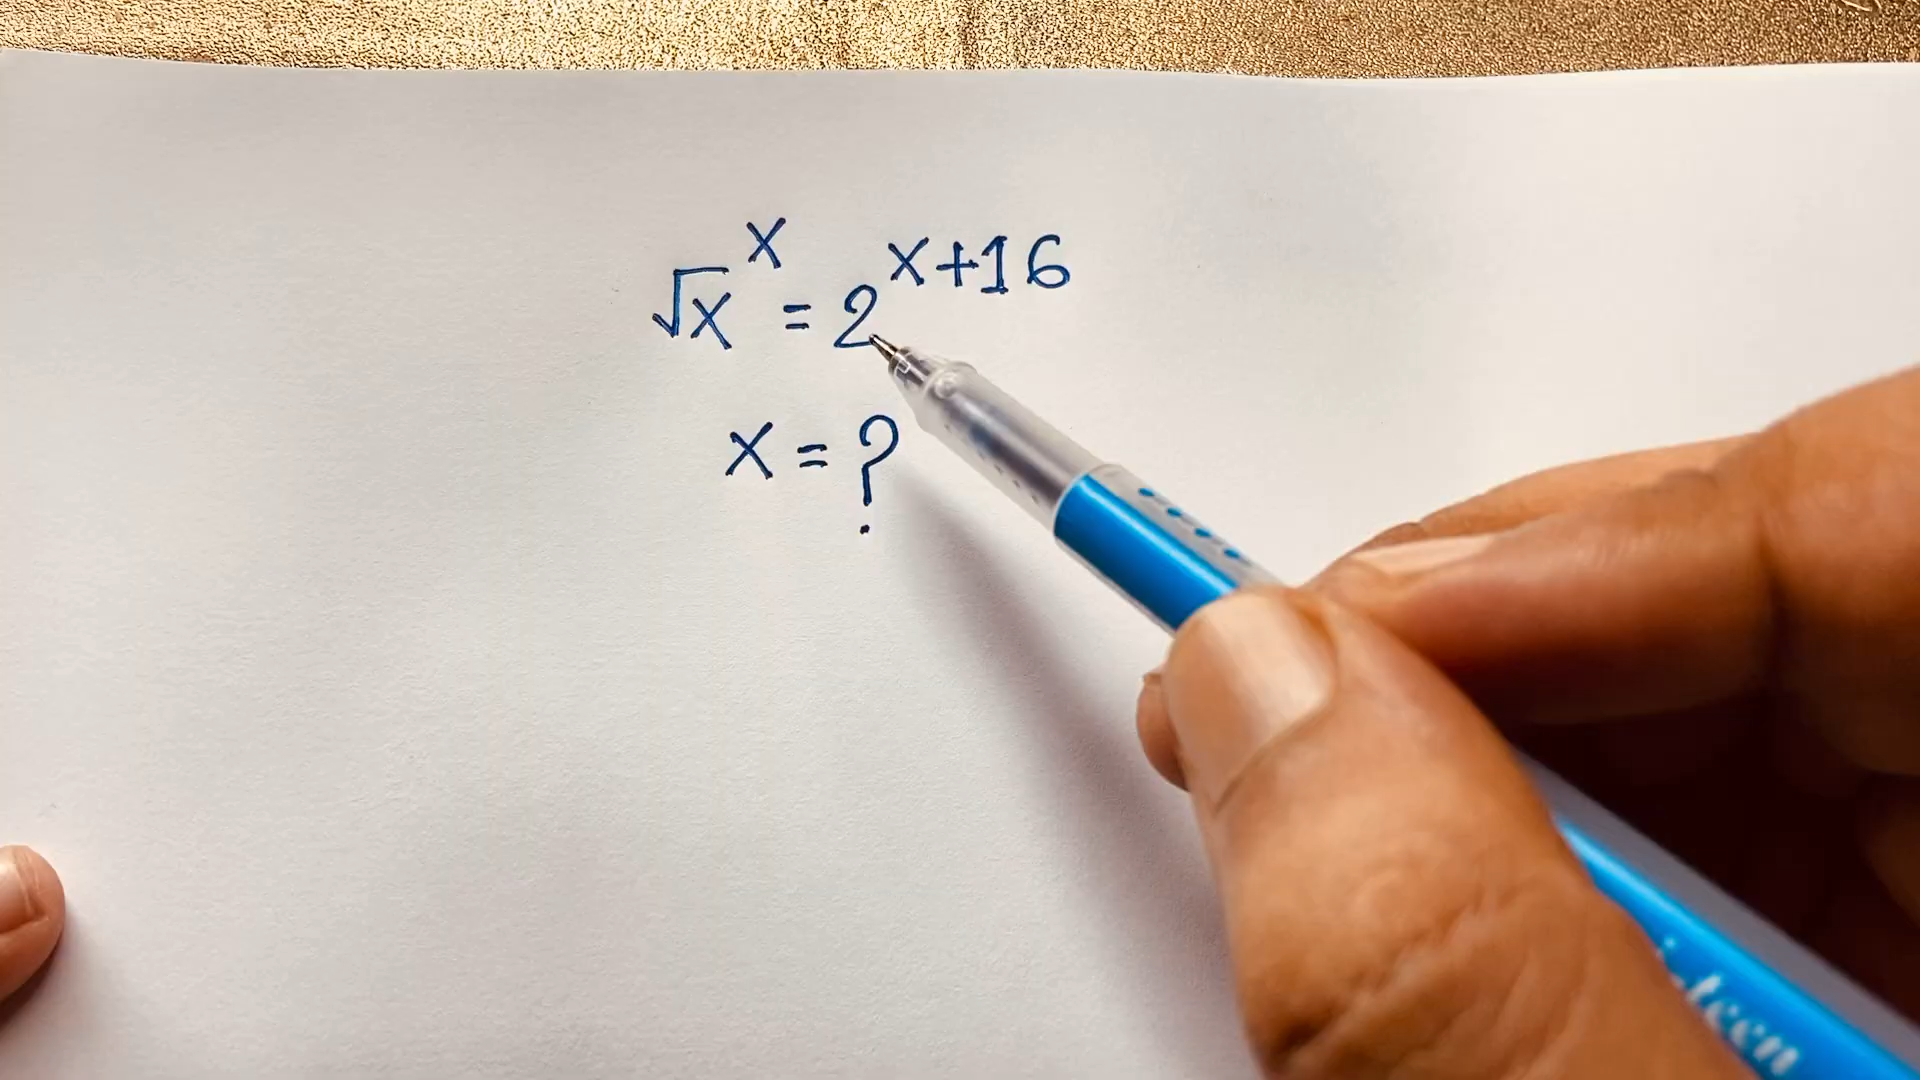 √x^x = 2^x+16
x = ?